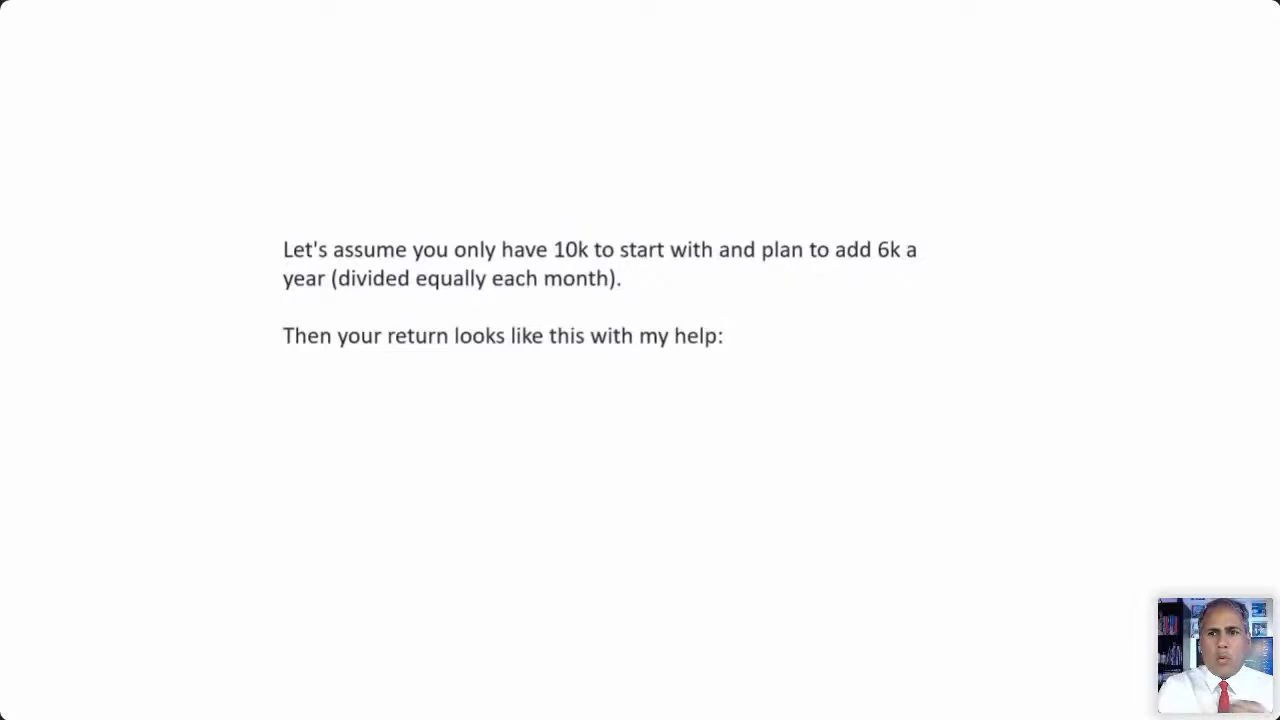 Let's assume you only have 10k to start with and plan to add 6k a
year (divided equally each month).
Then your return looks like this with my help: